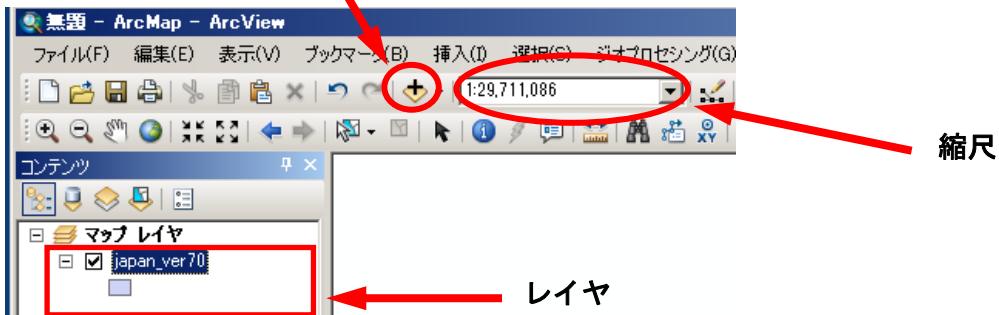 無題 - ArcMap - ArcView
ファイル(F) 編集(E) 表示(V) ブックマーク(B) 挿入(I) 選択(S) ジオプロセシング(G)
1:29,711,086
縮尺
コンテンツ
マップ レイヤ
japan_ver70
レイヤ